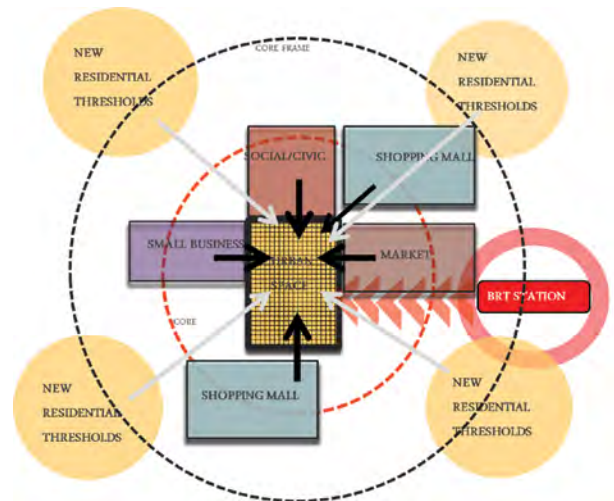 NEW
RESIDENTIAL
THRESHOLDS
CORE FRAME
NEW
RESIDENTIAL
THRESHOLDS
SOCIAL/CIVIC
SHOPPING MALL
SMALL BUSINESS
URBAN
SPACE
MARKET
BRT STATION
CORE
NEW
RESIDENTIAL
THRESHOLDS
SHOPPING MALL
NEW
RESIDENTIAL
THRESHOLDS